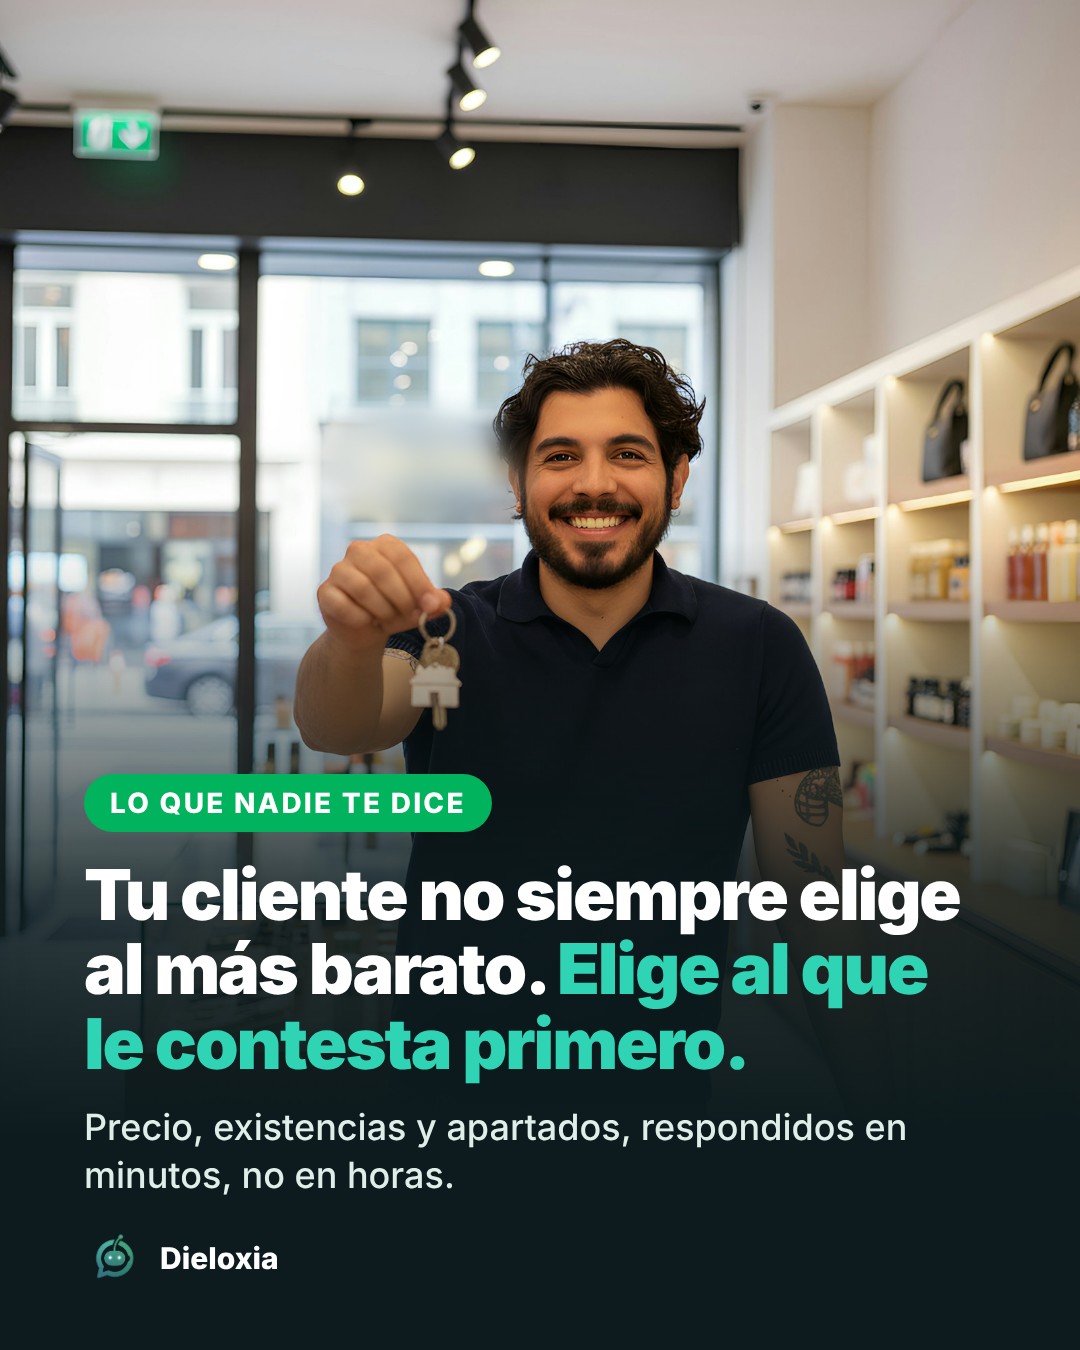 LO QUE NADIE TE DICE
Tu cliente no siempre elige
al más barato. Elige al que
le contesta primero.
Precio, existencias y apartados, respondidos en
minutos, no en horas.
Dieloxia